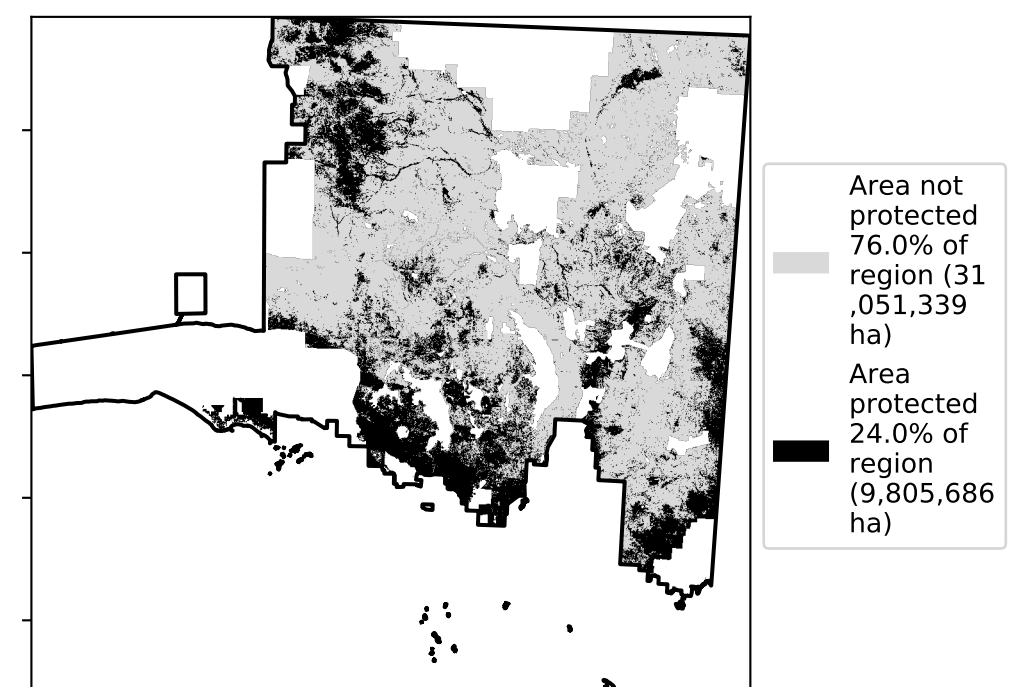 Area not
protected
76.0% of
region (31
,051,339
ha)
Area
protected
24.0% of
region
(9,805,686
ha)